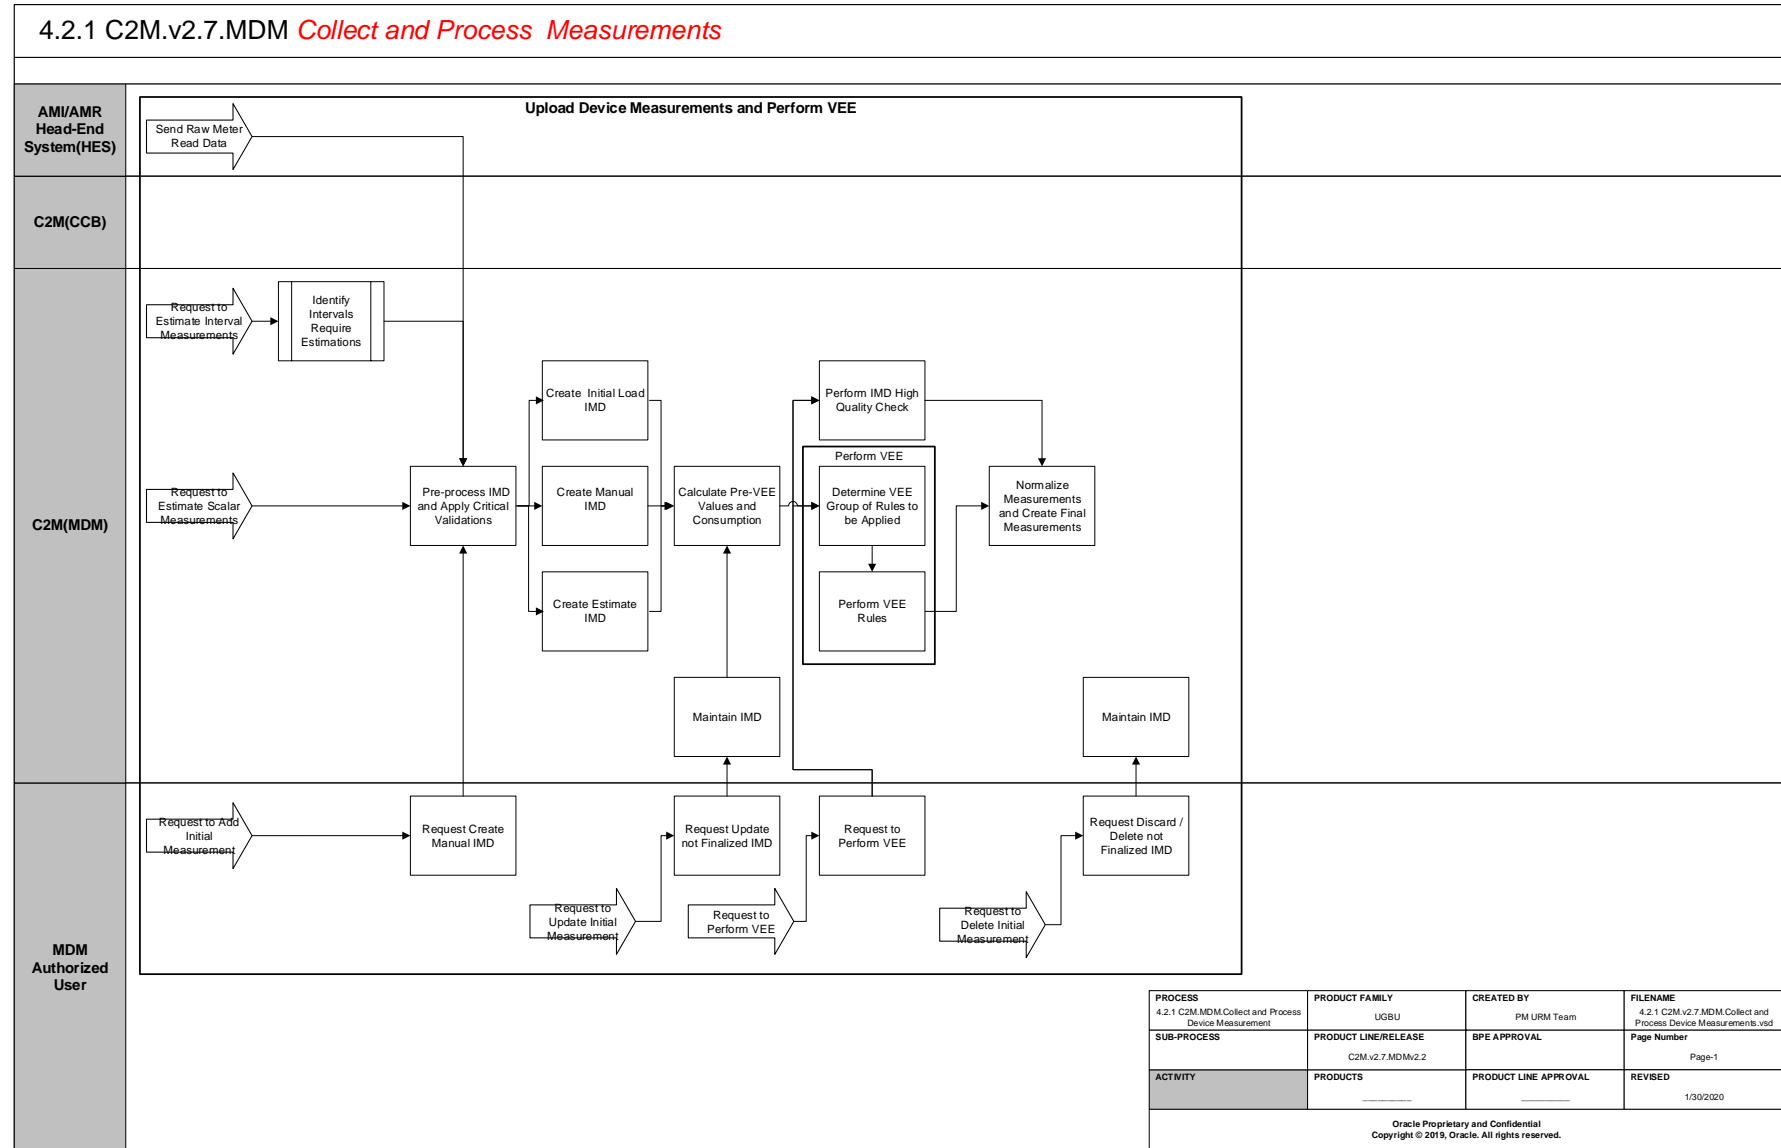 4.2.1 C2M.v2.7.MDM Collect and Process  Measurements
AMI/AMR
Head-End
System(HES)
Upload Device Measurements and Perform VEE
Send Raw Meter
Read Data
C2M(CCB)
C2M(MDM)
Request to
Estimate Interval
Measurements
Identify
Intervals
Require
Estimations
Create  Initial Load
IMD
Perform IMD High
Quality Check
Perform VEE
Request to
Estimate Scalar
Measurements
Pre-process IMD
and Apply Critical
Validations
Create Manual
IMD
Calculate Pre-VEE
Values and
Consumption
Determine VEE
Group of Rules to
be Applied
Normalize
Measurements
and Create Final
Measurements
Create Estimate
IMD
Perform VEE
Rules
Maintain IMD
Maintain IMD
MDM
Authorized
User
Request to Add
Initial
Measurement
Request Create
Manual IMD
Request Update
not Finalized IMD
Request to
Perform VEE
Request Discard /
Delete not
Finalized IMD
Request to
Update Initial
Measurement
Request to
Perform VEE
Request to
Delete Initial
Measurement
PROCESS
4.2.1 C2M.MDM.Collect and Process
Device Measurement
PRODUCT FAMILY
UGBU
CREATED BY
PM URM Team
FILENAME
4.2.1 C2M.v2.7.MDM.Collect and
Process Device Measurements.vsd
SUB-PROCESS
PRODUCT LINE/RELEASE
C2M.v2.7.MDMv2.2
BPE APPROVAL
Page Number
Page-1
ACTIVITY
PRODUCTS
___________
PRODUCT LINE APPROVAL
___________
REVISED
1/30/2020
Oracle Proprietary and Confidential
Copyright © 2019, Oracle. All rights reserved.